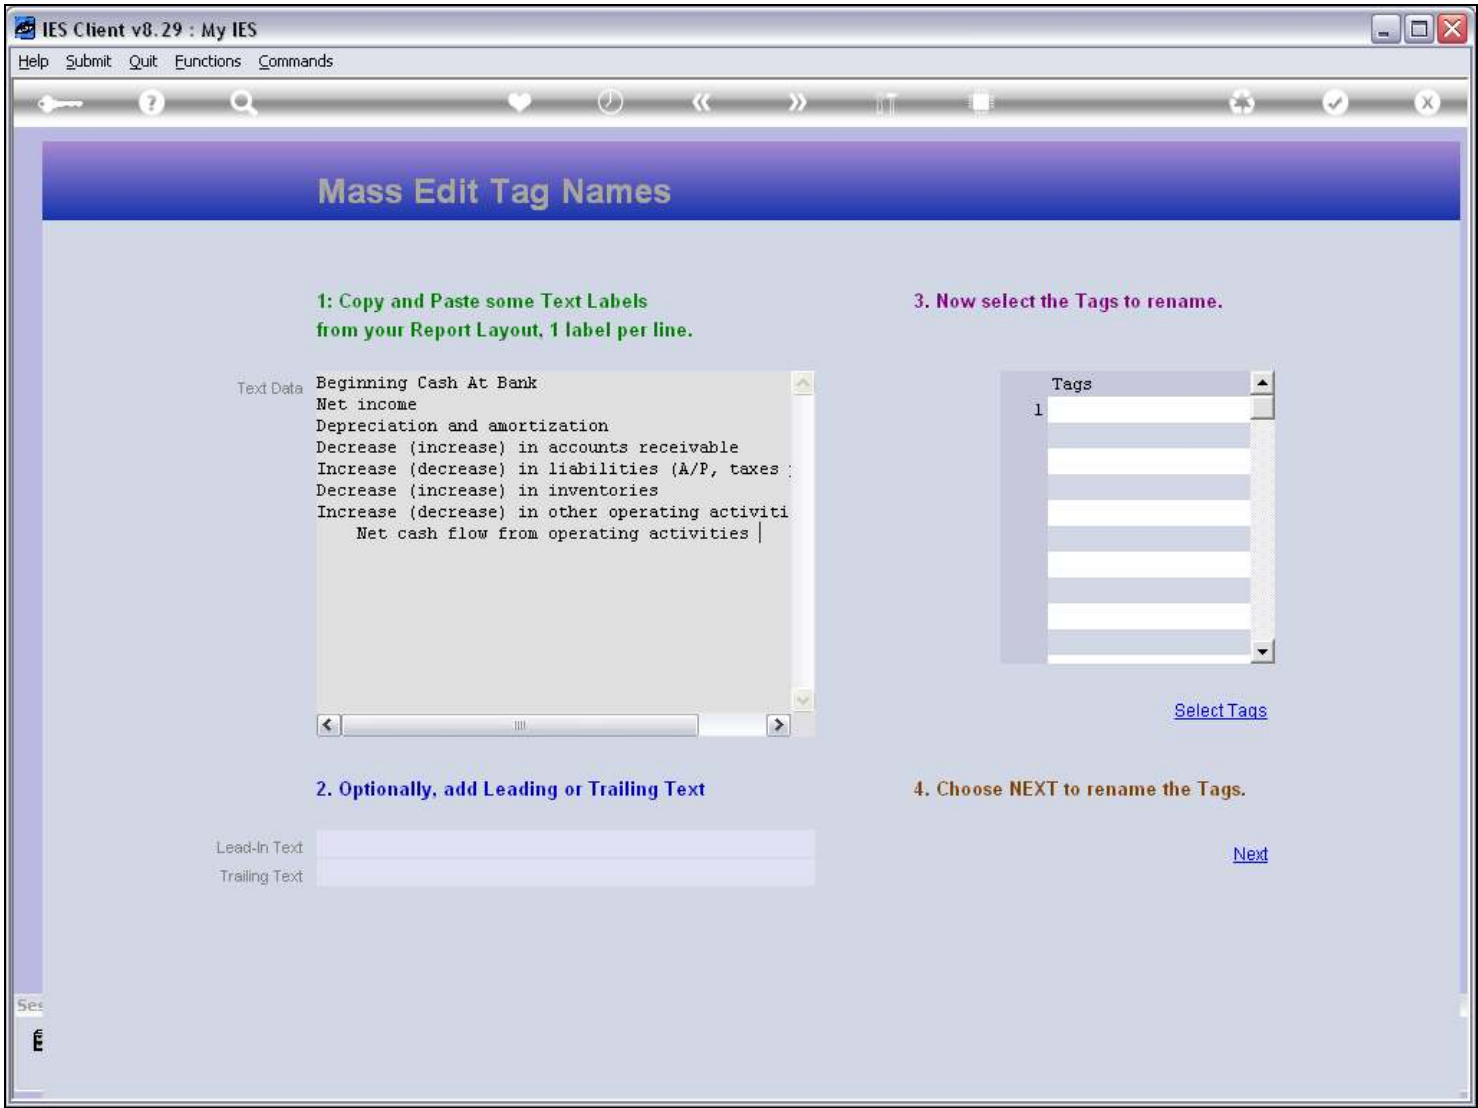 IES Client v8.29 : My IES
Help Submit Quit Functions Commands
Mass Edit Tag Names
1: Copy and Paste some Text Labels
from your Report Layout, 1 label per line.
Text Data
Beginning Cash At Bank
Net income
Depreciation and amortization
Decrease (increase) in accounts receivable
Increase (decrease) in liabilities (A/P, taxes
Decrease (increase) in inventories
Increase (decrease) in other operating activiti
Net cash flow from operating activities
2. Optionally, add Leading or Trailing Text
Lead-In Text
Trailing Text
3. Now select the Tags to rename.
Tags
1
Select Tags
4. Choose NEXT to rename the Tags.
Next
Ses